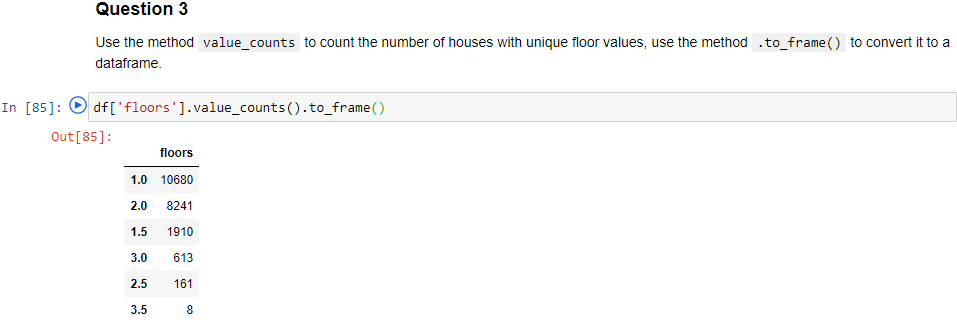 Question 3
Use the method value_counts to count the number of houses with unique floor values, use the method .to_frame() to convert it to a
dataframe.
In [85]: df['floors'].value_counts().to_frame()
Out[85]:
floors
1.0 10680
2.0 8241
1.5 1910
3.0 613
2.5 161
3.5 8